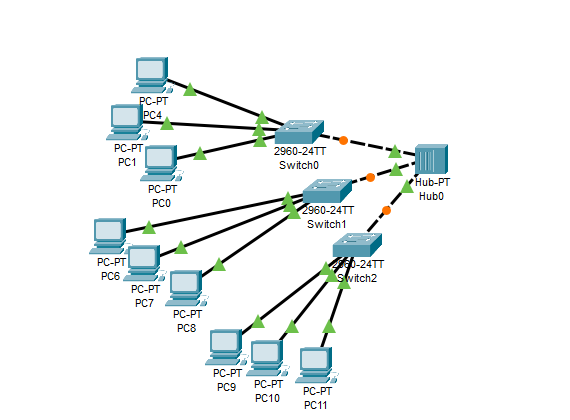 PC-PT
PC4
PC-PT
PC1
PC-PT
PC0
2960-24TT
Switch0
Hub-PT
Hub0
2960-24TT
Switch1
PC-PT
PC6
PC-PT
PC7
PC-PT
PC8
2960-24TT
Switch2
PC-PT
PC9
PC-PT
PC10
PC-PT
PC11